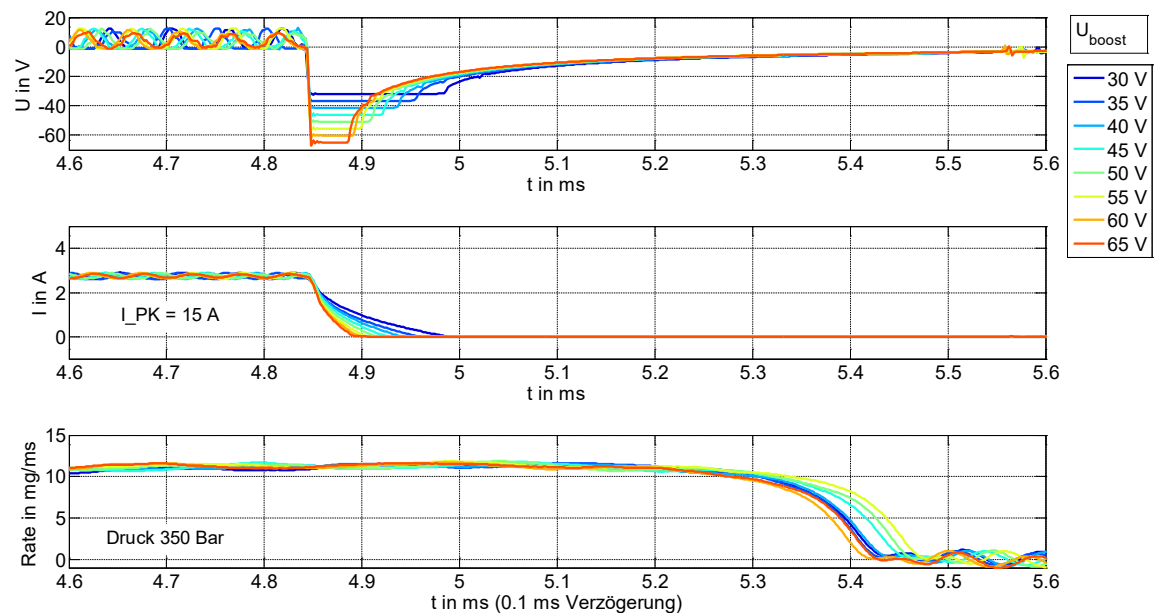 20
0
-20
-40
-60
U in V
4.6 4.7 4.8 4.9 5 5.1 5.2 5.3 5.4 5.5 5.6
t in ms
U_boost
30 V
35 V
40 V
45 V
50 V
55 V
60 V
65 V
4
2
0
I in A
I_PK = 15 A
4.6 4.7 4.8 4.9 5 5.1 5.2 5.3 5.4 5.5 5.6
t in ms
15
10
5
0
Rate in mg/ms
Druck 350 Bar
4.6 4.7 4.8 4.9 5 5.1 5.2 5.3 5.4 5.5 5.6
t in ms (0.1 ms Verzögerung)